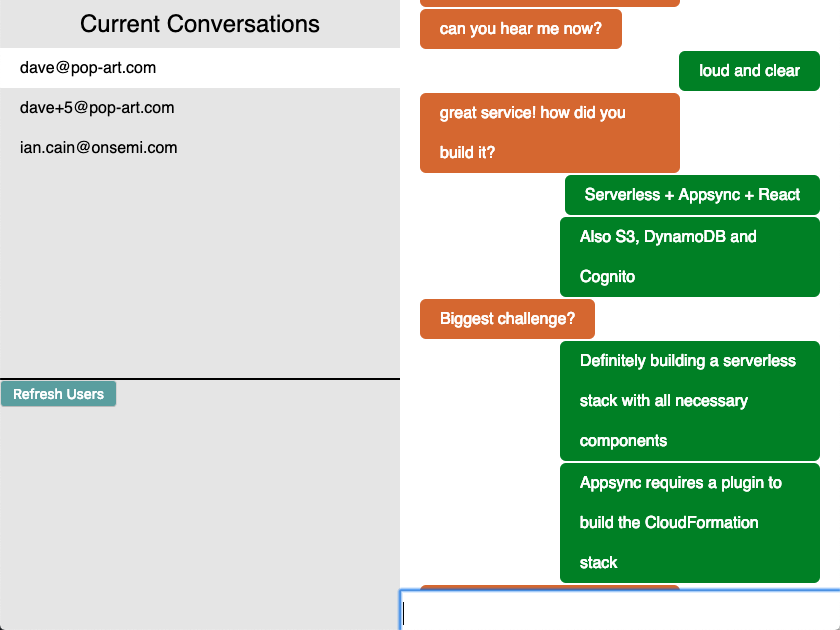 Current Conversations
dave@pop-art.com
dave+5@pop-art.com
ian.cain@onsemi.com
Refresh Users
can you hear me now?
loud and clear
great service! how did you
build it?
Serverless + Appsync + React
Also S3, DynamoDB and
Cognito
Biggest challenge?
Definitely building a serverless
stack with all necessary
components
Appsync requires a plugin to
build the CloudFormation
stack